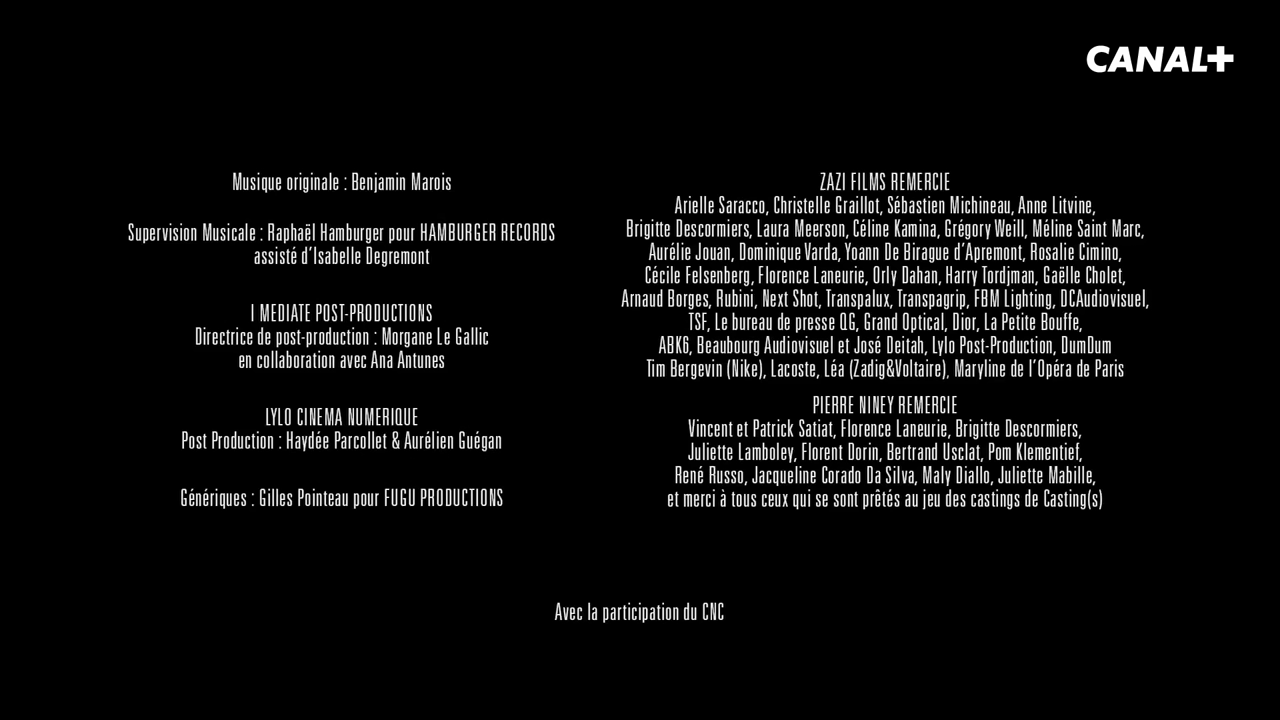 CANAL+
Musique originale : Benjamin Marois
Supervision Musicale : Raphaël Hamburger pour HAMBURGER RECORDS
assisté d'Isabelle Degremont
I MEDIATE POST-PRODUCTIONS
Directrice de post-production : Morgane Le Gallic
en collaboration avec Ana Antunes
LYLO CINEMA NUMERIQUE
Post Production : Haydée Parcollet & Aurélien Guégan
Génériques : Gilles Pointeau pour FUGU PRODUCTIONS
ZAZI FILMS REMERCIE
Arielle Saracco, Christelle Graillot, Sébastien Michineau, Anne Litvine,
Brigitte Descormiers, Laura Meerson, Céline Kamina, Grégory Weill, Méline Saint Marc,
Aurélie Jouan, Dominique Varda, Yoann De Birague d'Apremont, Rosalie Cimino,
Cécile Felsenberg, Florence Laneurie, Orly Dahan, Harry Tordjman, Gaëlle Cholet,
Arnaud Borges, Rubini, Next Shot, Transpalux, Transpagrip, FBM Lighting, DCAudiovisuel,
TSF, Le bureau de presse QG, Grand Optical, Dior, La Petite Bouffe,
ABK6, Beaubourg Audiovisuel et José Deitah, Lylo Post-Production, DumDum
Tim Bergevin (Nike), Lacoste, Léa (Zadig&Voltaire), Maryline de l'Opéra de Paris
PIERRE NINEY REMERCIE
Vincent et Patrick Satiat, Florence Laneurie, Brigitte Descormiers,
Juliette Lamboley, Florent Dorin, Bertrand Usclat, Pom Klementief,
René Russo, Jacqueline Corado Da Silva, Maly Diallo, Juliette Mabille,
et merci à tous ceux qui se sont prêtés au jeu des castings de Casting(s)
Avec la participation du CNC